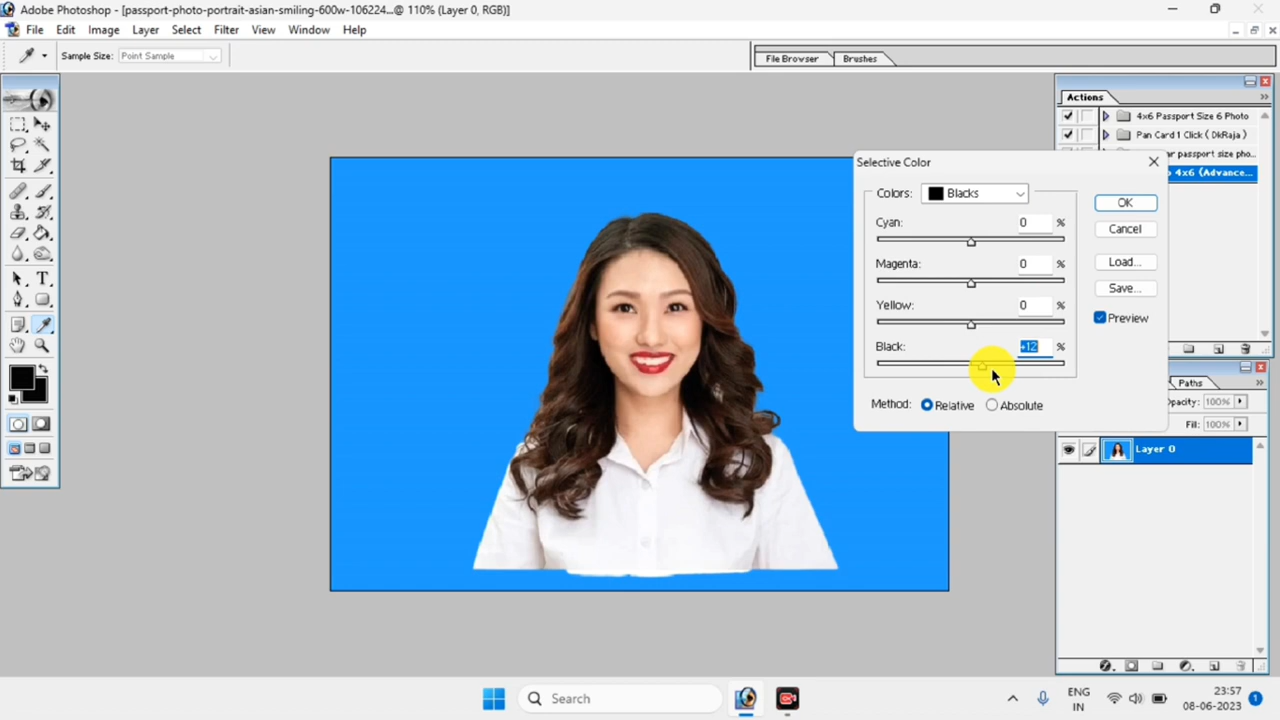 Adobe Photoshop - [passport-photo-portrait-asian-smiling-600w-106224...@ 110% (Layer 0, RGB)]
File Edit Image Layer Select Filter View Window Help
Sample Size: Point Sample
File Browser Brushes
Actions
4x6 Passport Size 6 Photo
Pan Card 1 Click ( DkRaja )
ar passport size pho...
4x6 (Advance...
Selective Color
Colors: Blacks
Cyan: 0 %
Magenta: 0 %
Yellow: 0 %
Black: +12 %
Method: Relative Absolute
OK
Cancel
Load...
Save...
Preview
Paths
pacity: 100%
Fill: 100%
Layer 0
Search
ENG
IN
23:57
08-06-2023
1